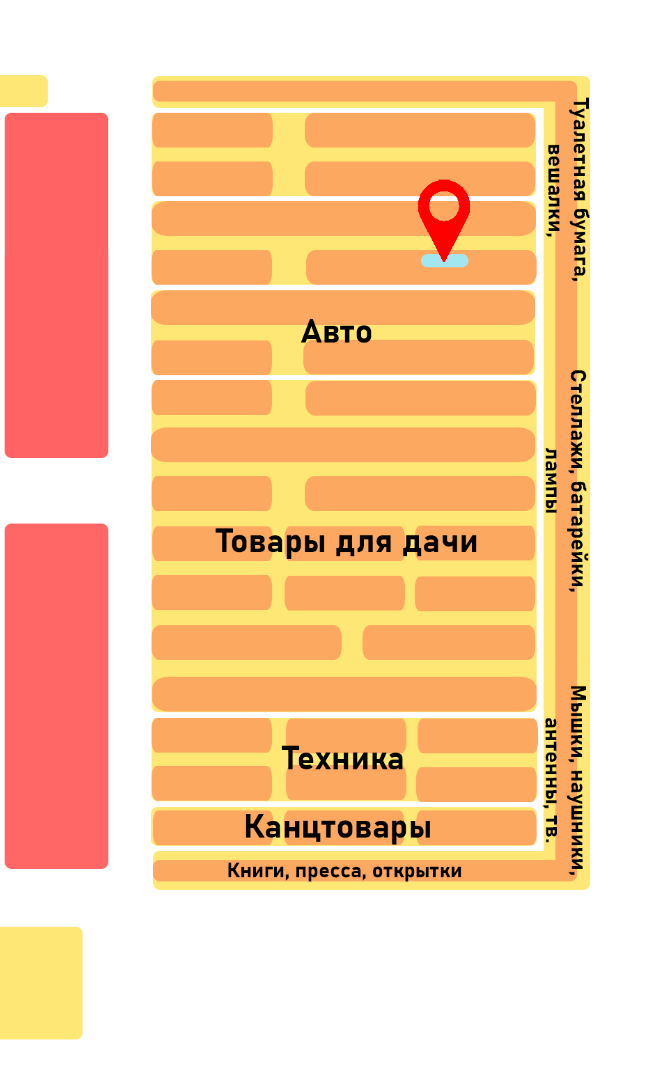 Туалетная бумага,
вешалки,
Авто
Стеллажи, батарейки,
лампы
Товары для дачи
Мышки, наушники,
антенны, тв.
Техника
Канцтовары
Книги, пресса, открытки